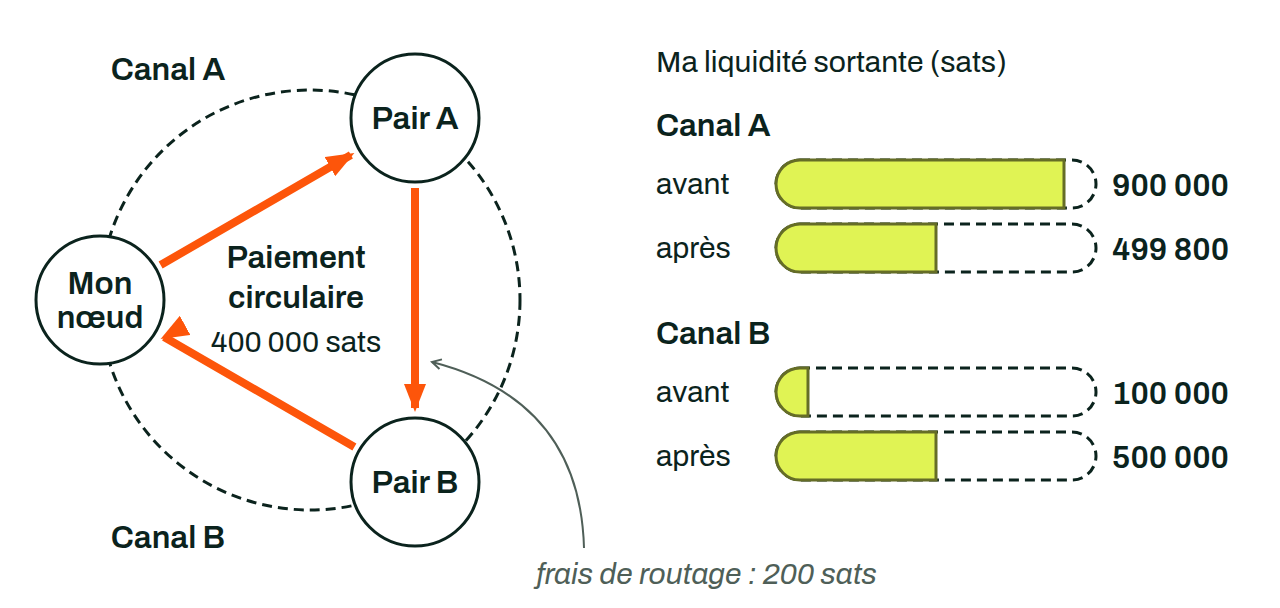 Canal A
Pair A
Mon
nœud
Paiement
circulaire
400 000 sats
Pair B
Canal B
frais de routage : 200 sats
Ma liquidité sortante (sats)
Canal A
avant 900 000
après 499 800
Canal B
avant 100 000
après 500 000